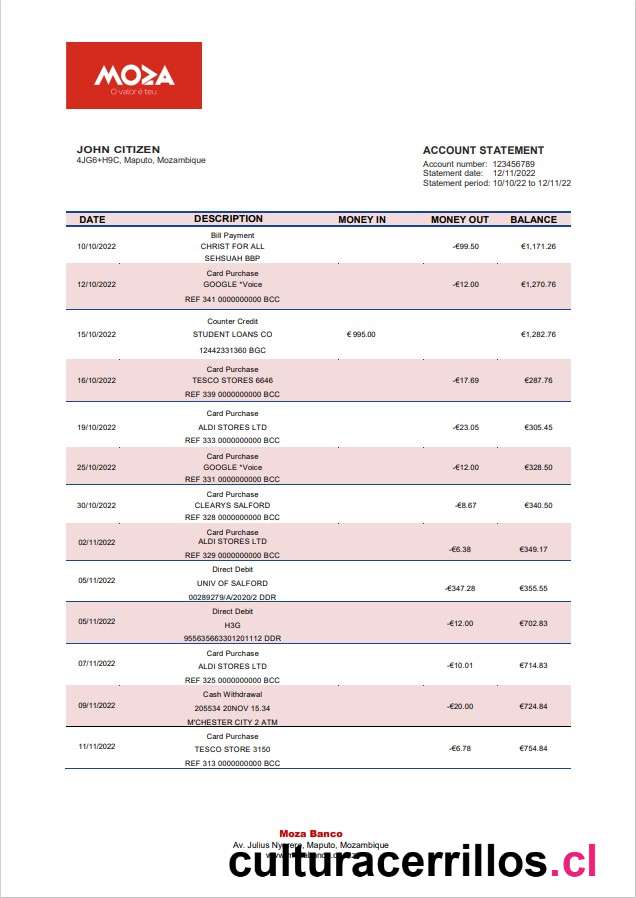 MOZA
O valor é teu.
JOHN CITIZEN
4JG6+H9C, Maputo, Mozambique
ACCOUNT STATEMENT
Account number: 123456789
Statement date: 12/11/2022
Statement period: 10/10/22 to 12/11/22
DATE DESCRIPTION MONEY IN MONEY OUT BALANCE
Bill Payment
10/10/2022 CHRIST FOR ALL -€99.50 €1,171.26
SEHSUAH BBP
Card Purchase
12/10/2022 GOOGLE *Voice -€12.00 €1,270.76
REF 341 0000000000 BCC
Counter Credit
15/10/2022 STUDENT LOANS CO € 995.00 €1,282.76
12442331360 BGC
Card Purchase
16/10/2022 TESCO STORES 6646 -€17.69 €287.76
REF 339 0000000000 BCC
Card Purchase
19/10/2022 ALDI STORES LTD -€23.05 €305.45
REF 333 0000000000 BCC
Card Purchase
25/10/2022 GOOGLE *Voice -€12.00 €328.50
REF 331 0000000000 BCC
Card Purchase
30/10/2022 CLEARYS SALFORD -€8.67 €340.50
REF 328 0000000000 BCC
Card Purchase
02/11/2022 ALDI STORES LTD -€6.38 €349.17
REF 329 0000000000 BCC
Direct Debit
05/11/2022 UNIV OF SALFORD -€347.28 €355.55
00289279/A/2020/2 DDR
Direct Debit
05/11/2022 H3G -€12.00 €702.83
955635663301201112 DDR
Card Purchase
07/11/2022 ALDI STORES LTD -€10.01 €714.83
REF 325 0000000000 BCC
Cash Withdrawal
09/11/2022 205534 20NOV 15.34 -€20.00 €724.84
M'CHESTER CITY 2 ATM
Card Purchase
11/11/2022 TESCO STORE 3150 -€6.78 €754.84
REF 313 0000000000 BCC
Moza Banco
Av. Julius Nyerere, Maputo, Mozambique
culturacerrillos.cl